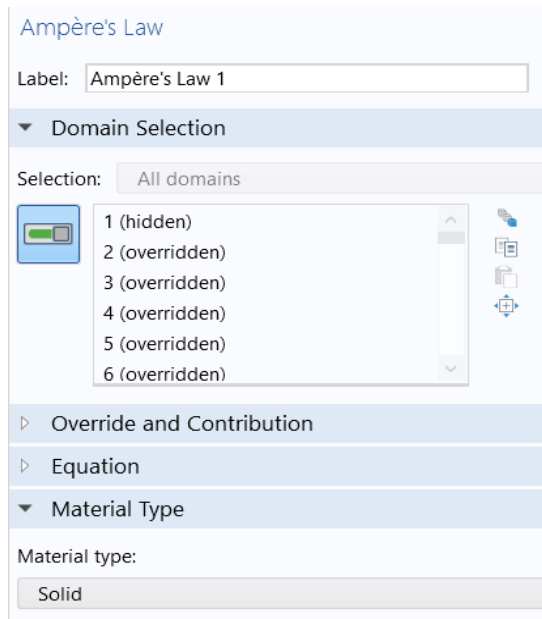 Ampère's Law
Label: Ampère's Law 1
Domain Selection
Selection: All domains
1 (hidden)
2 (overridden)
3 (overridden)
4 (overridden)
5 (overridden)
6 (overridden)
Override and Contribution
Equation
Material Type
Material type:
Solid